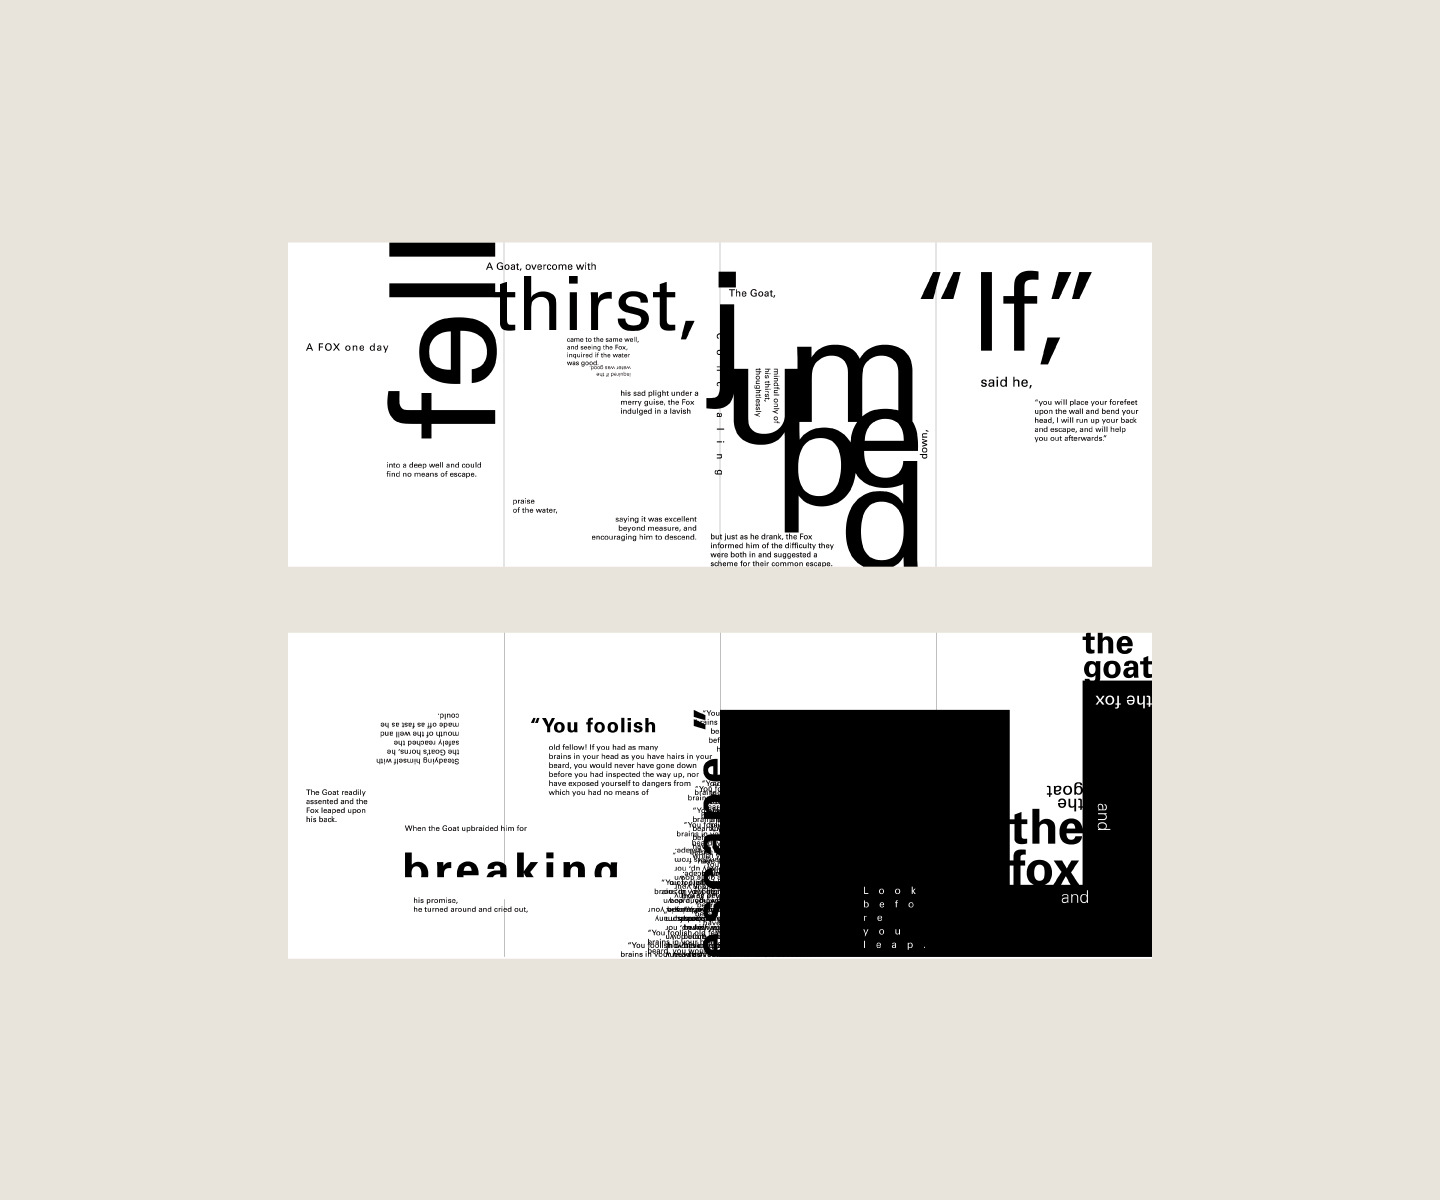 A FOX one day
fell
into a deep well and could
find no means of escape.
A Goat, overcome with
thirst,
came to the same well,
and seeing the Fox,
inquired if the water
was good.
inquired if the
water was good
Concealing
his sad plight under a
merry guise, the Fox
indulged in a lavish
praise
of the water,
saying it was excellent
beyond measure, and
encouraging him to descend.
The Goat,
mindful only of
his thirst,
thoughtlessly
jumped
down,
but just as he drank, the Fox
informed him of the difficulty they
were both in and suggested a
scheme for their common escape.
“If,”
said he,
“you will place your forefeet
upon the wall and bend your
head, I will run up your back
and escape, and will help
you out afterwards.”
The Goat readily
assented and the
Fox leaped upon
his back.
Steadying himself with
the Goat's horns, he
safely reached the
mouth of the well and
made off as fast as he
could.
When the Goat upbraided him for
breaking
his promise,
he turned around and cried out,
“You foolish
old fellow! If you had as many
brains in your head as you have hairs in your
beard, you would never have gone down
before you had inspected the way up, nor
have exposed yourself to dangers from
which you had no means of
Look
befo
re
you
leap.
the
fox
and
the
goat
the
goat
and
the fox